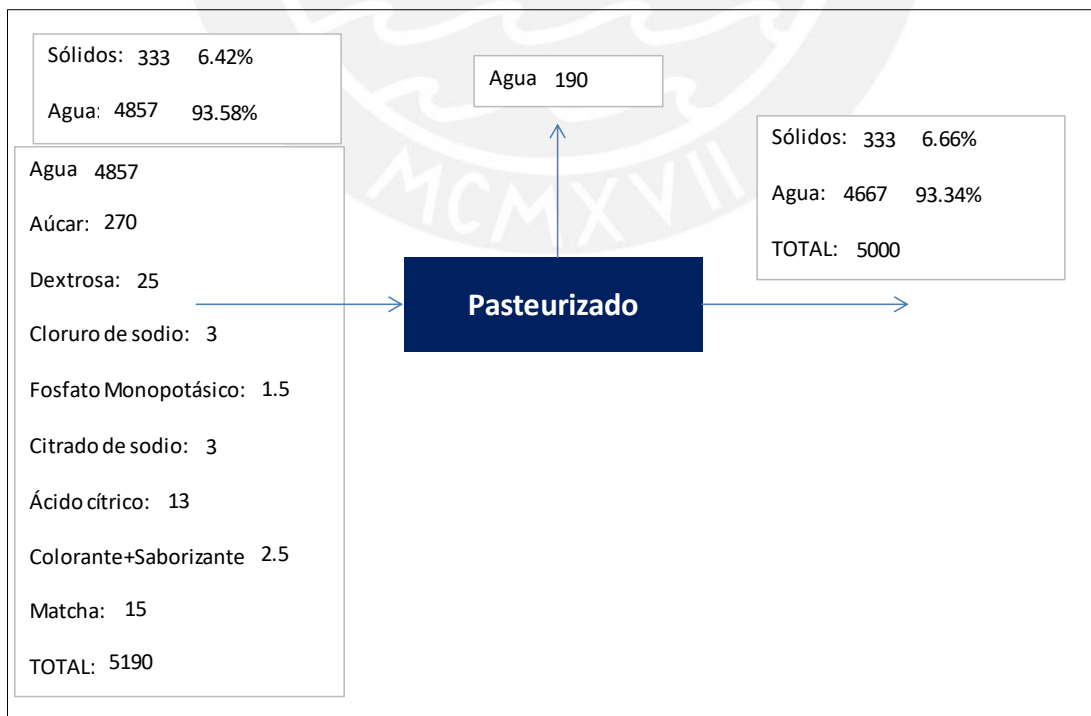 Sólidos: 333 6.42%
Agua: 4857 93.58%
Agua 4857
Aúcar: 270
Dextrosa: 25
Cloruro de sodio: 3
Fosfato Monopotásico: 1.5
Citrado de sodio: 3
Ácido cítrico: 13
Colorante+Saborizante 2.5
Matcha: 15
TOTAL: 5190
Agua 190
MCMXVII
Pasteurizado
Sólidos: 333 6.66%
Agua: 4667 93.34%
TOTAL: 5000